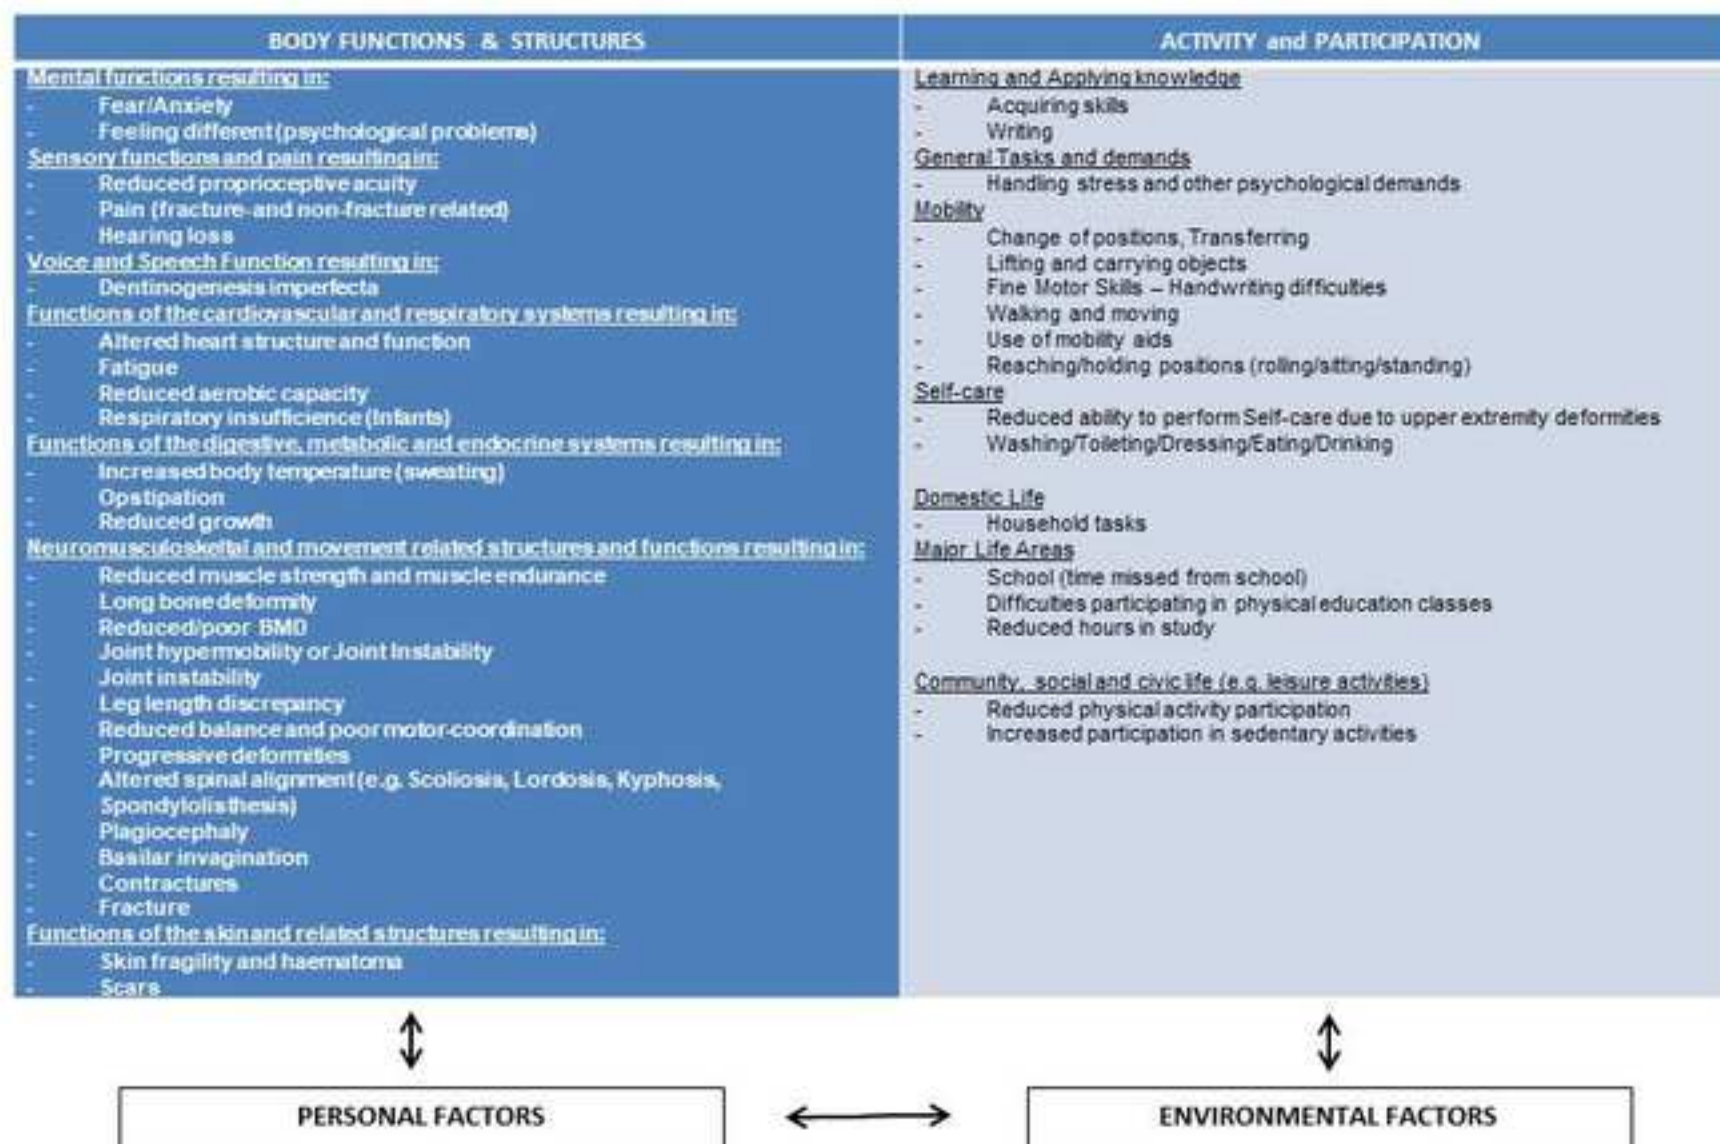 BODY FUNCTIONS & STRUCTURES
Mental functions resulting in:
- Fear/Anxiety
- Feeling different (psychological problems)
Sensory functions and pain resulting in:
- Reduced proprioceptive acuity
- Pain (fracture- and non-fracture related)
- Hearing loss
Voice and Speech Function resulting in:
- Dentinogenesis imperfecta
Functions of the cardiovascular and respiratory systems resulting in:
- Altered heart structure and function
- Fatigue
- Reduced aerobic capacity
- Respiratory insufficience (Infants)
Functions of the digestive, metabolic and endocrine systems resulting in:
- Increased body temperature (sweating)
- Opstipation
- Reduced growth
Neuromusculoskeltal and movement related structures and functions resulting in:
- Reduced muscle strength and muscle endurance
- Long bone deformity
- Reduced/poor BMD
- Joint hypermobility or Joint Instability
- Joint instability
- Leg length discrepancy
- Reduced balance and poor motor-coordination
- Progressive deformities
- Altered spinal alignment (e.g. Scoliosis, Lordosis, Kyphosis,
Spondylolisthesis)
- Plagiocephaly
- Basilar invagination
- Contractures
- Fracture
Functions of the skin and related structures resulting in:
- Skin fragility and haematoma
- Scars
ACTIVITY and PARTICIPATION
Learning and Applying knowledge
- Acquiring skills
- Writing
General Tasks and demands
- Handling stress and other psychological demands
Mobility
- Change of positions, Transferring
- Lifting and carrying objects
- Fine Motor Skills – Handwriting difficulties
- Walking and moving
- Use of mobility aids
- Reaching/holding positions (rolling/sitting/standing)
Self-care
- Reduced ability to perform Self-care due to upper extremity deformities
- Washing/Toileting/Dressing/Eating/Drinking
Domestic Life
- Household tasks
Major Life Areas
- School (time missed from school)
- Difficulties participating in physical education classes
- Reduced hours in study
Community, social and civic life (e.g. leisure activities)
- Reduced physical activity participation
- Increased participation in sedentary activities
PERSONAL FACTORS
ENVIRONMENTAL FACTORS